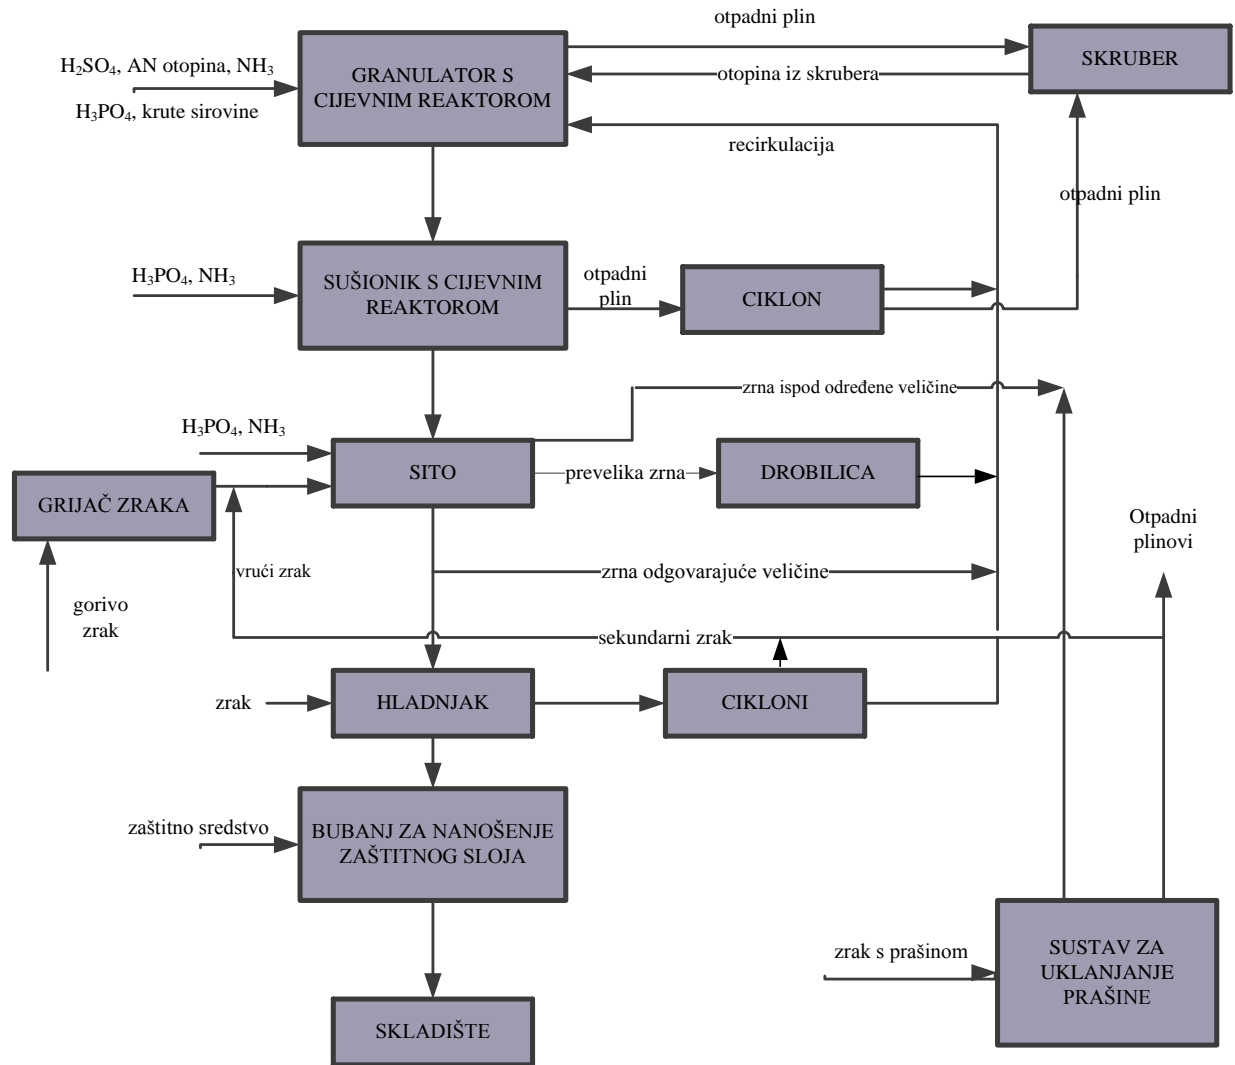 otpadni plin
H₂SO₄, AN otopina, NH₃
H₃PO₄, krute sirovine
GRANULATOR S
CIJEVNIM REAKTOROM
otopina iz skrubera
SKRUBER
recirkulacija
otpadni plin
H₃PO₄, NH₃
SUŠIONIK S CIJEVNIM
REAKTOROM
otpadni
plin
CIKLON
zrna ispod određene veličine
H₃PO₄, NH₃
SITO
prevelika zrna
DROBILICA
GRIJAČ ZRAKA
vrući zrak
zrna odgovarajuće veličine
Otpadni
plinovi
gorivo
zrak
sekundarni zrak
zrak
HLADNJAK
CIKLONI
zaštitno sredstvo
BUBANJ ZA NANOŠENJE
ZAŠTITNOG SLOJA
zrak s prašinom
SUSTAV ZA
UKLANJANJE
PRAŠINE
SKLADIŠTE